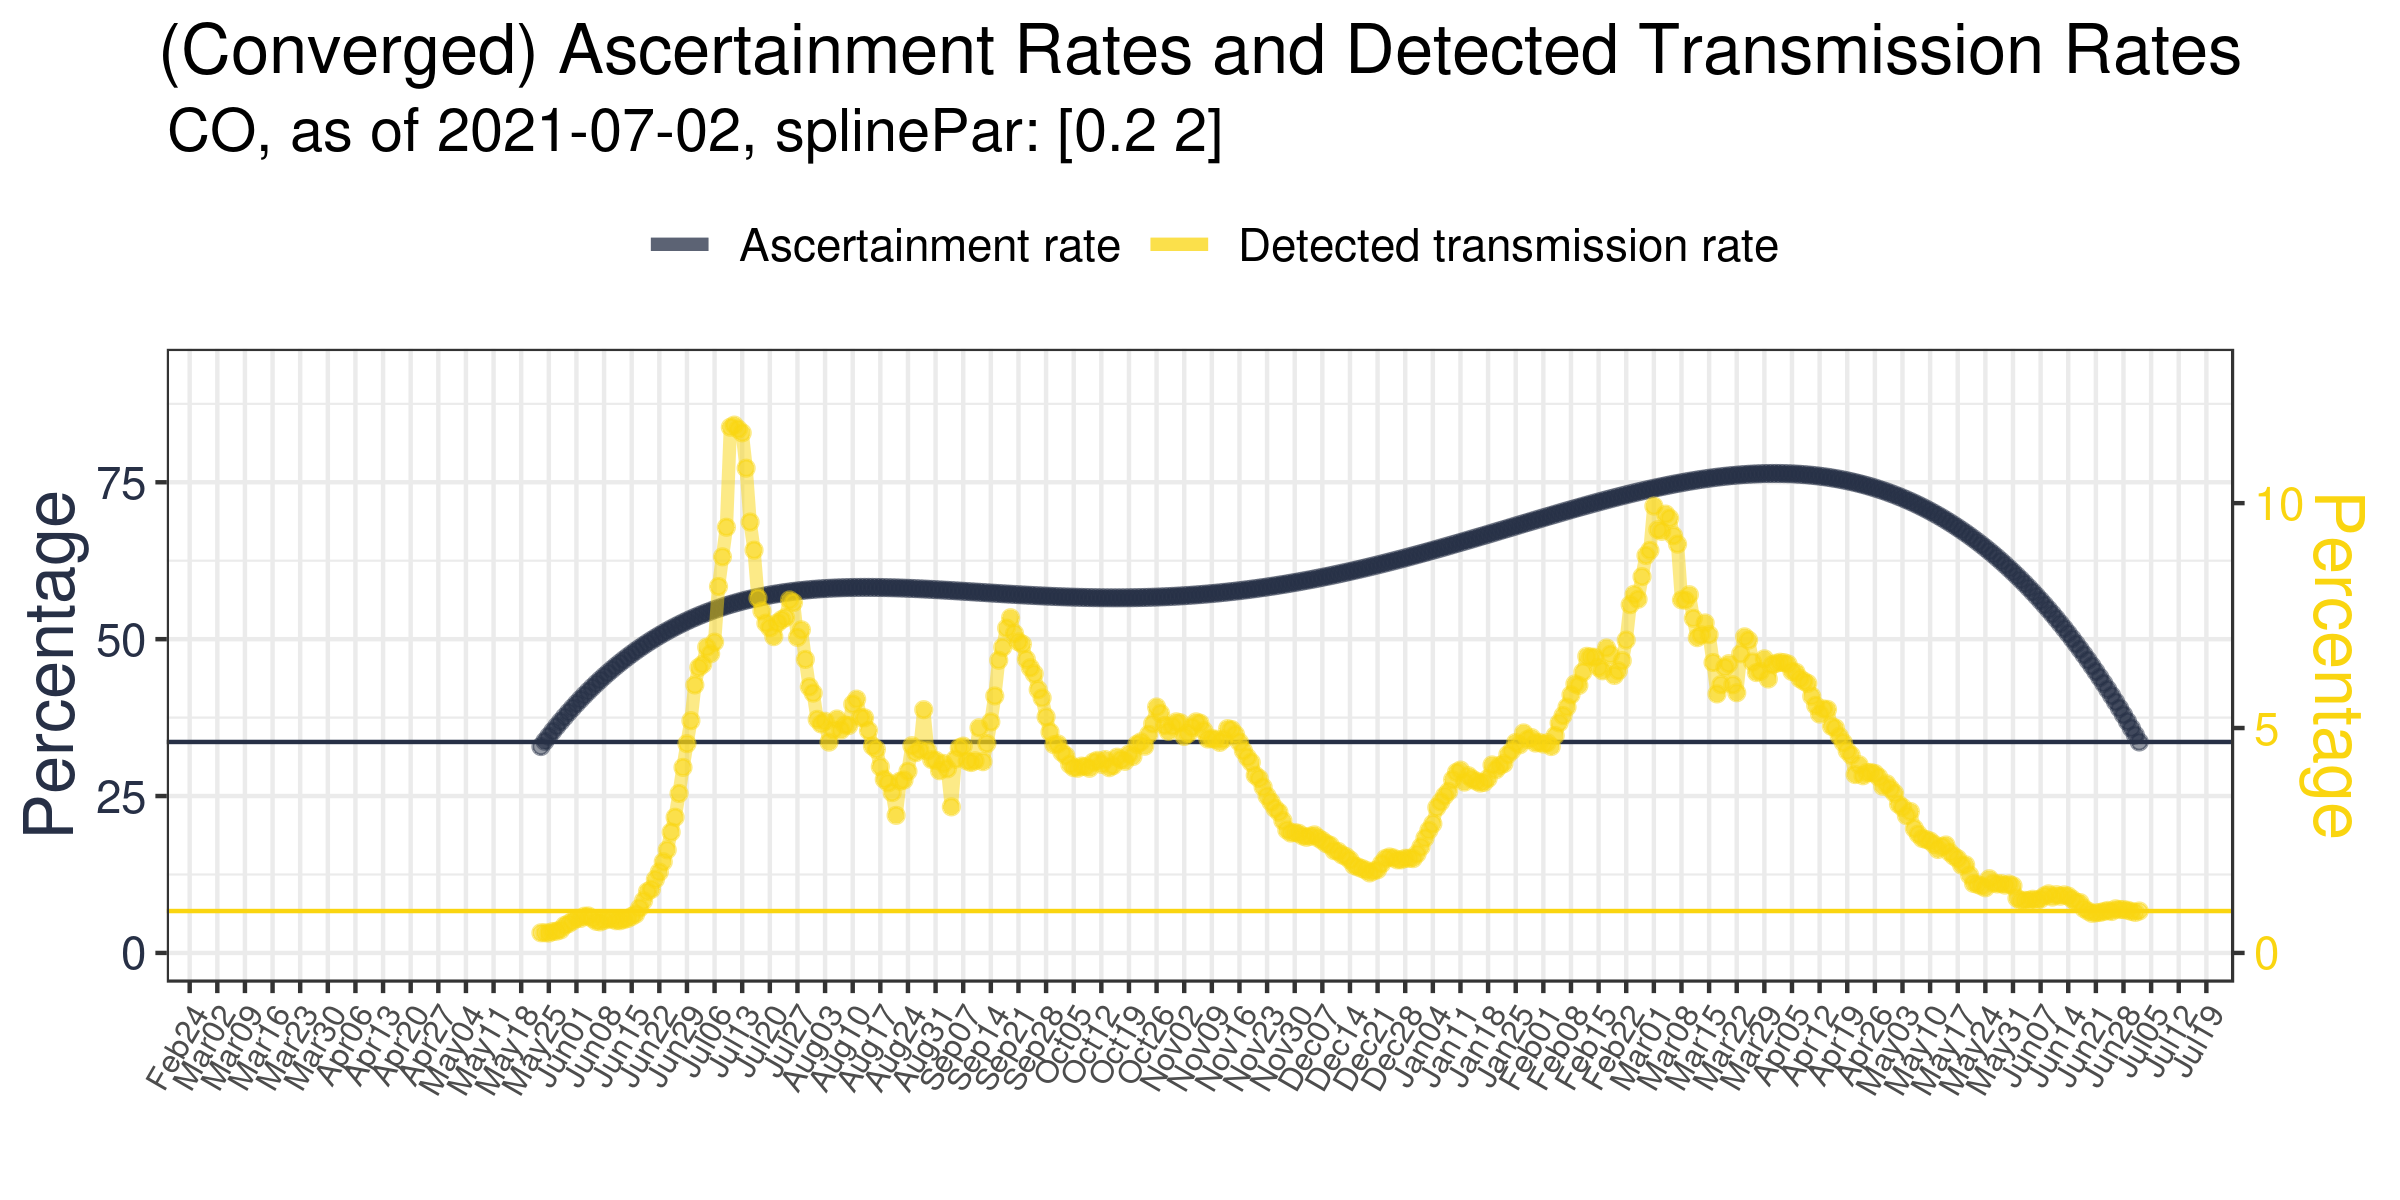 (Converged) Ascertainment Rates and Detected Transmission Rates
CO, as of 2021-07-02, splinePar: [0.2 2]
Ascertainment rate Detected transmission rate
Percentage
75
50
25
0
10
5
0
Percentage
Feb24
Mar02
Mar09
Mar16
Mar23
Mar30
Apr06
Apr13
Apr20
Apr27
May04
May11
May18
May25
Jun01
Jun08
Jun15
Jun22
Jun29
Jul06
Jul13
Jul20
Jul27
Aug03
Aug10
Aug17
Aug24
Aug31
Sep07
Sep14
Sep21
Sep28
Oct05
Oct12
Oct19
Oct26
Nov02
Nov09
Nov16
Nov23
Nov30
Dec07
Dec14
Dec21
Dec28
Jan04
Jan11
Jan18
Jan25
Feb01
Feb08
Feb15
Feb22
Mar01
Mar08
Mar15
Mar22
Mar29
Apr05
Apr12
Apr19
Apr26
May03
May10
May17
May24
May31
Jun07
Jun14
Jun21
Jun28
Jul05
Jul12
Jul19